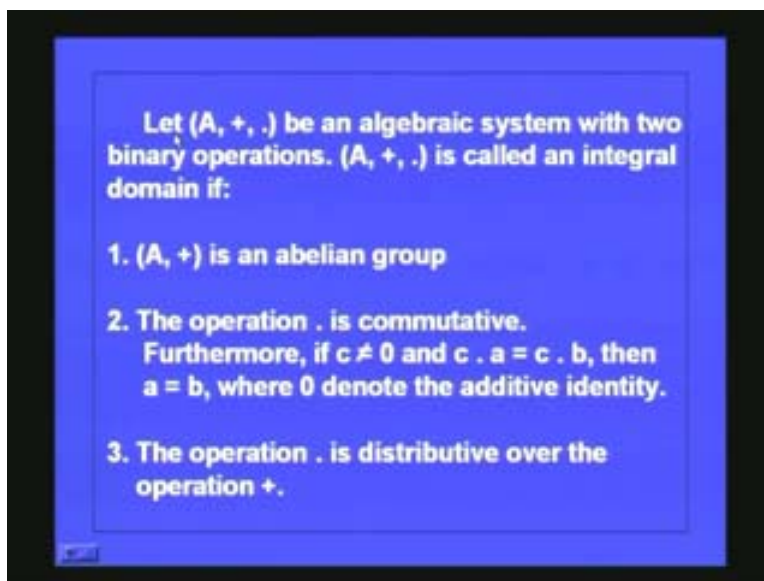 Let (A, +, .) be an algebraic system with two
binary operations. (A, +, .) is called an integral
domain if:
1. (A, +) is an abelian group
2. The operation . is commutative.
Furthermore, if c ≠ 0 and c . a = c . b, then
a = b, where 0 denote the additive identity.
3. The operation . is distributive over the
operation +.